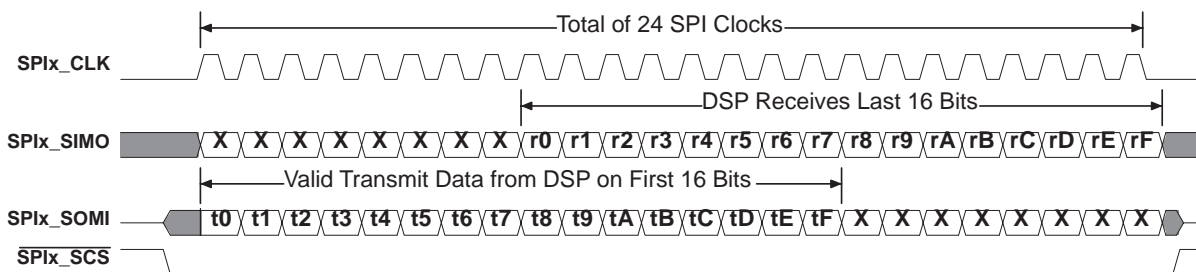 Total of 24 SPI Clocks
SPIx_CLK
DSP Receives Last 16 Bits
SPIx_SIMO X X X X X X X X r0 r1 r2 r3 r4 r5 r6 r7 r8 r9 rA rB rC rD rE rF
Valid Transmit Data from DSP on First 16 Bits
SPIx_SOMI t0 t1 t2 t3 t4 t5 t6 t7 t8 t9 tA tB tC tD tE tF X X X X X X X X
SPIx_SCS